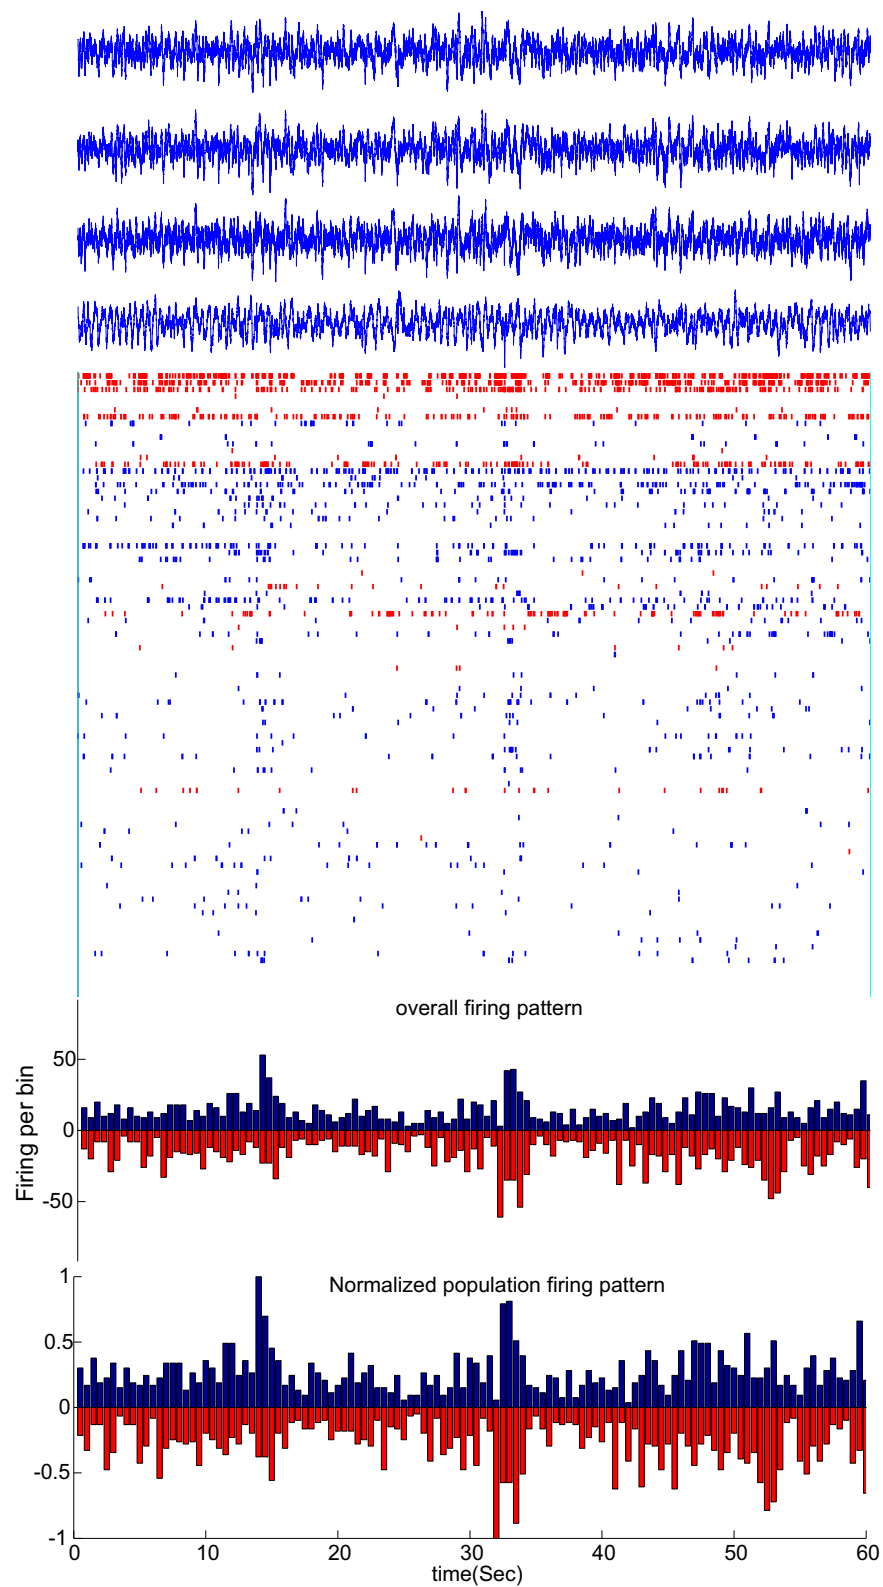 overall firing pattern
Firing per bin
50
0
-50
Normalized population firing pattern
1
0.5
0
-0.5
-1
0 10 20 30 40 50 60
time(Sec)